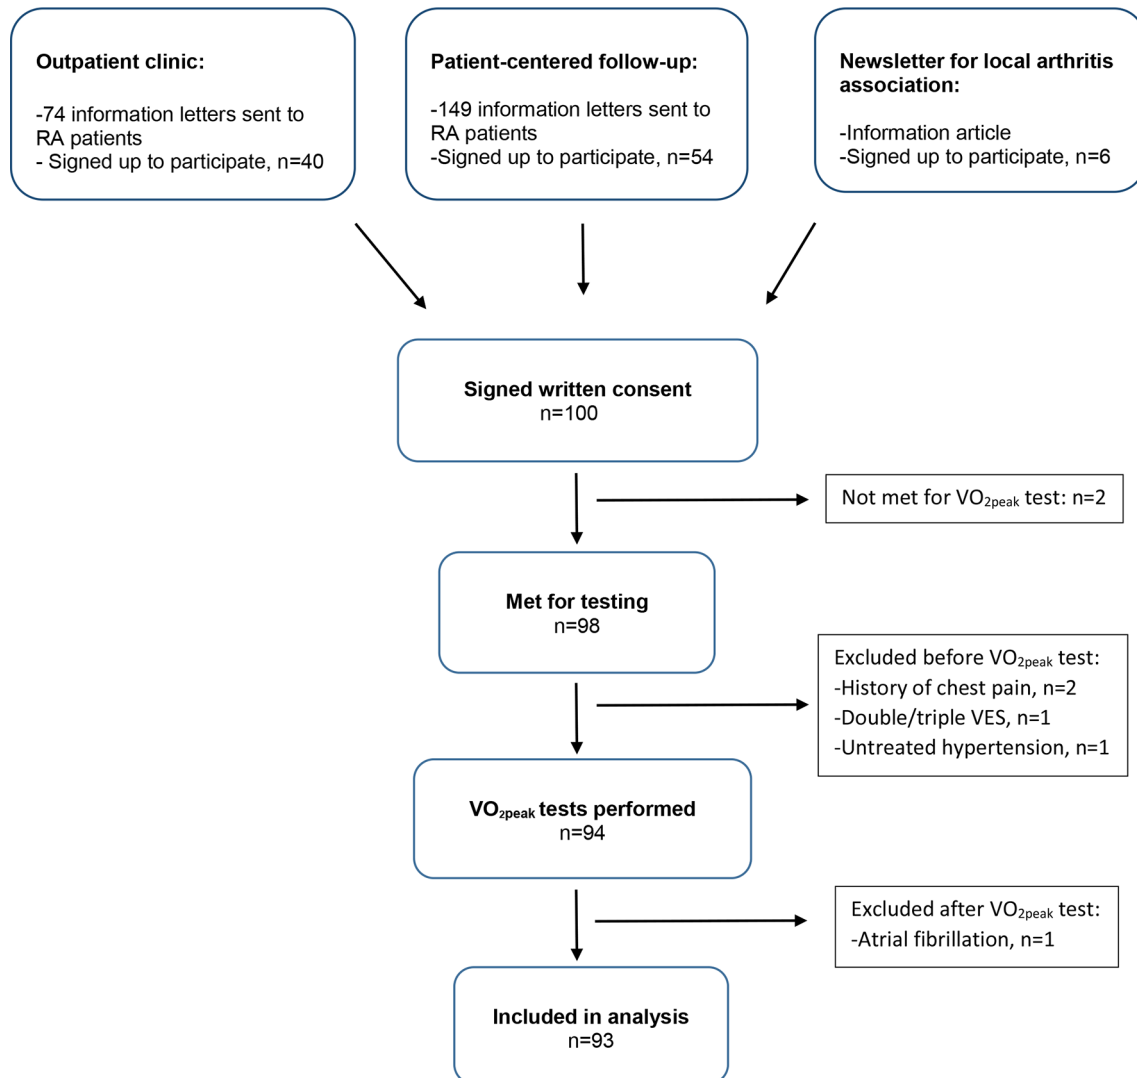 Outpatient clinic:
-74 information letters sent to
RA patients
- Signed up to participate, n=40
Patient-centered follow-up:
-149 information letters sent to
RA patients
-Signed up to participate, n=54
Newsletter for local arthritis
association:
-Information article
-Signed up to participate, n=6
Signed written consent
n=100
Not met for VO2peak test: n=2
Met for testing
n=98
Excluded before VO2peak test:
-History of chest pain, n=2
-Double/triple VES, n=1
-Untreated hypertension, n=1
VO2peak tests performed
n=94
Excluded after VO2peak test:
-Atrial fibrillation, n=1
Included in analysis
n=93